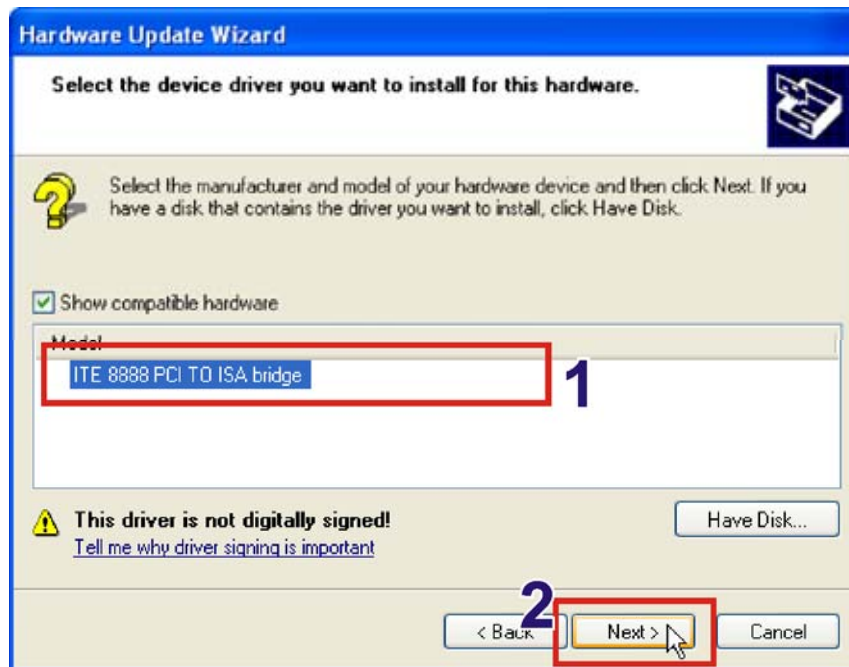 Hardware Update Wizard
Select the device driver you want to install for this hardware.
Select the manufacturer and model of your hardware device and then click Next. If you
have a disk that contains the driver you want to install, click Have Disk.
Show compatible hardware
Model
ITE 8888 PCI TO ISA bridge
1
This driver is not digitally signed!
Have Disk...
Tell me why driver signing is important
2
< Back
Next >
Cancel